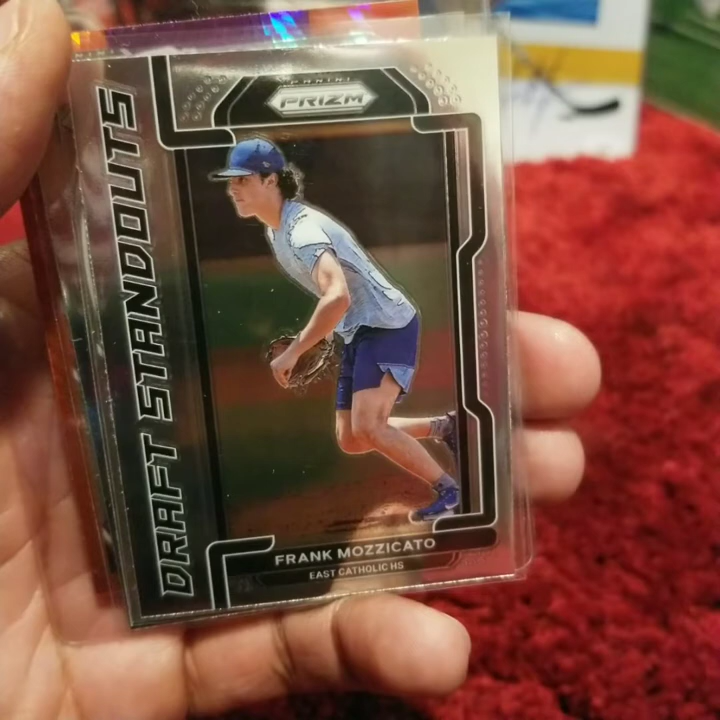 PANINI
PRIZM
DRAFT STANDOUTS
FRANK MOZZICATO
EAST CATHOLIC HS